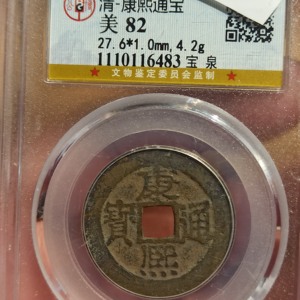 清-康熙通宝
美 82
27.6*1.0mm, 4.2g
1110116483 宝 泉
★ 文物鉴定委员会监制 ★
康熙通寶